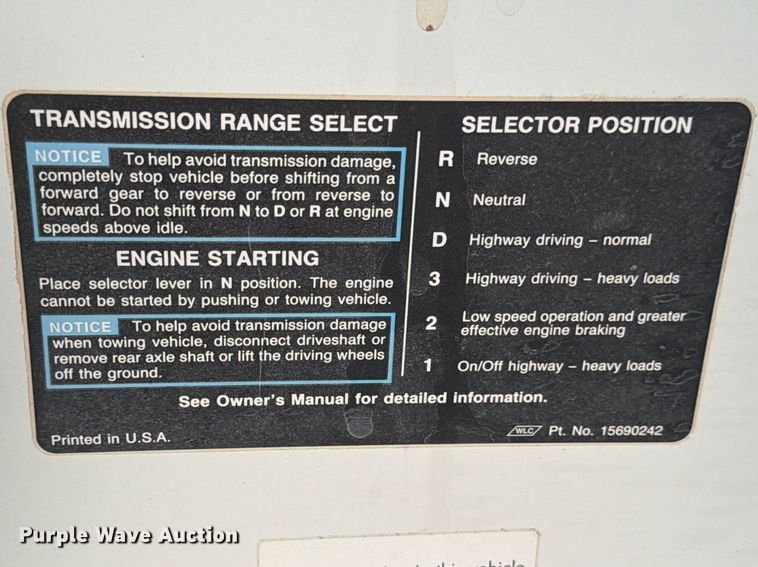 TRANSMISSION RANGE SELECT
NOTICE To help avoid transmission damage,
completely stop vehicle before shifting from a
forward gear to reverse or from reverse to
forward. Do not shift from N to D or R at engine
speeds above idle.
ENGINE STARTING
Place selector lever in N position. The engine
cannot be started by pushing or towing vehicle.
NOTICE To help avoid transmission damage
when towing vehicle, disconnect driveshaft or
remove rear axle shaft or lift the driving wheels
off the ground.
SELECTOR POSITION
R Reverse
N Neutral
D Highway driving – normal
3 Highway driving – heavy loads
2 Low speed operation and greater
effective engine braking
1 On/Off highway – heavy loads
See Owner's Manual for detailed information.
Printed in U.S.A.
WLC Pt. No. 15690242
Purple Wave Auction